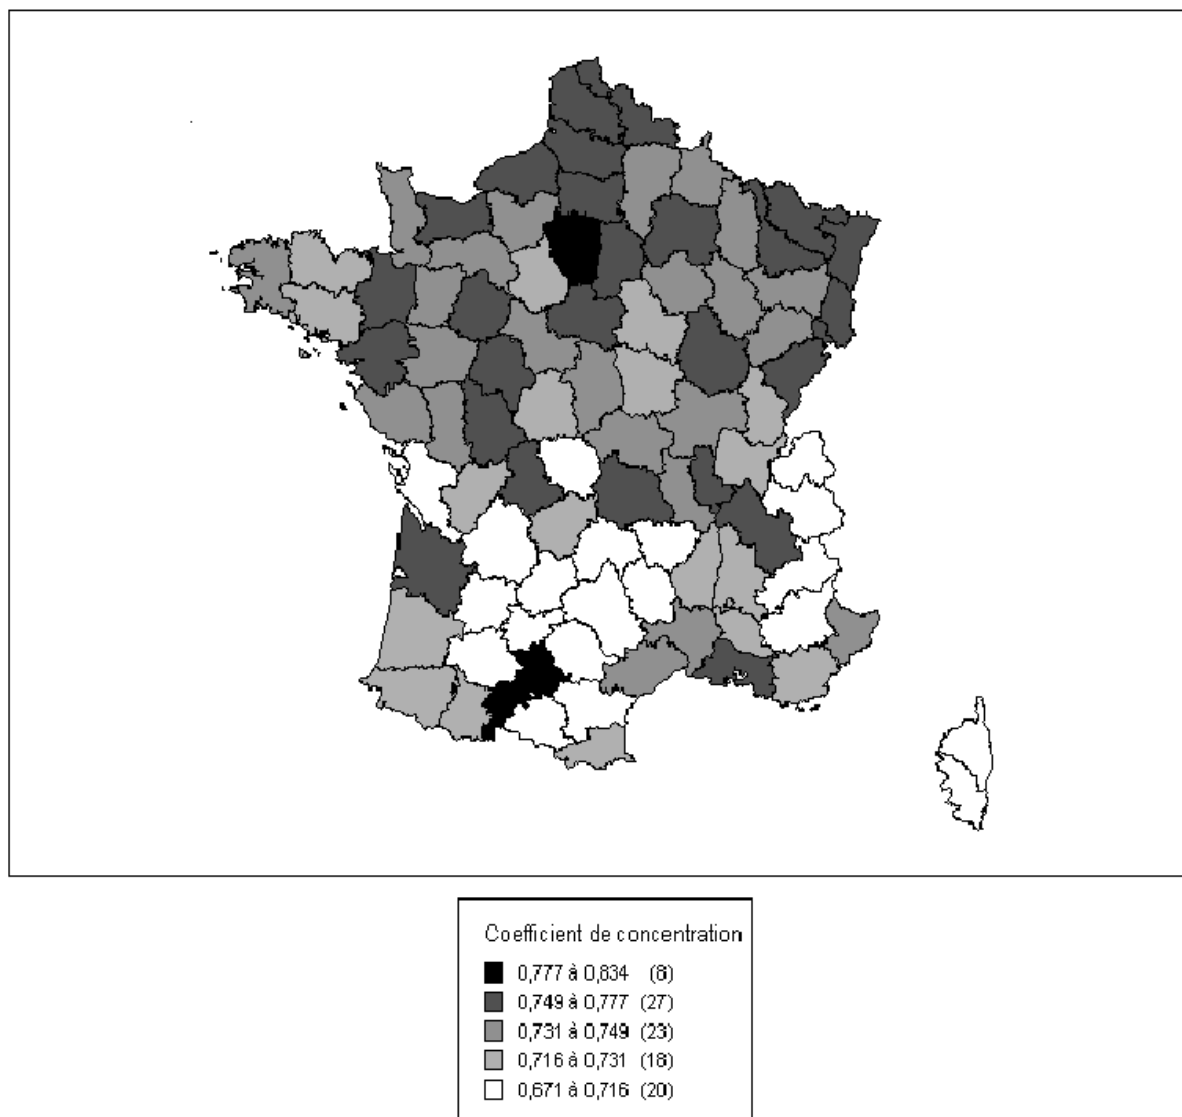 Coefficient de concentration
0,777 à 0,834 (8)
0,749 à 0,777 (27)
0,731 à 0,749 (23)
0,716 à 0,731 (18)
0,671 à 0,716 (20)